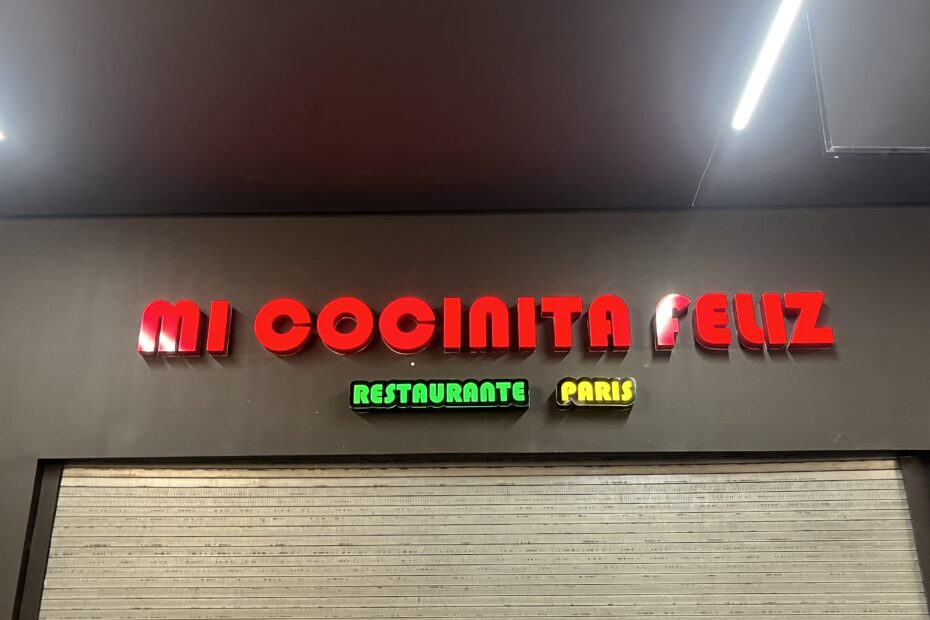 MI COCINITA FELIZ
RESTAURANTE PARIS